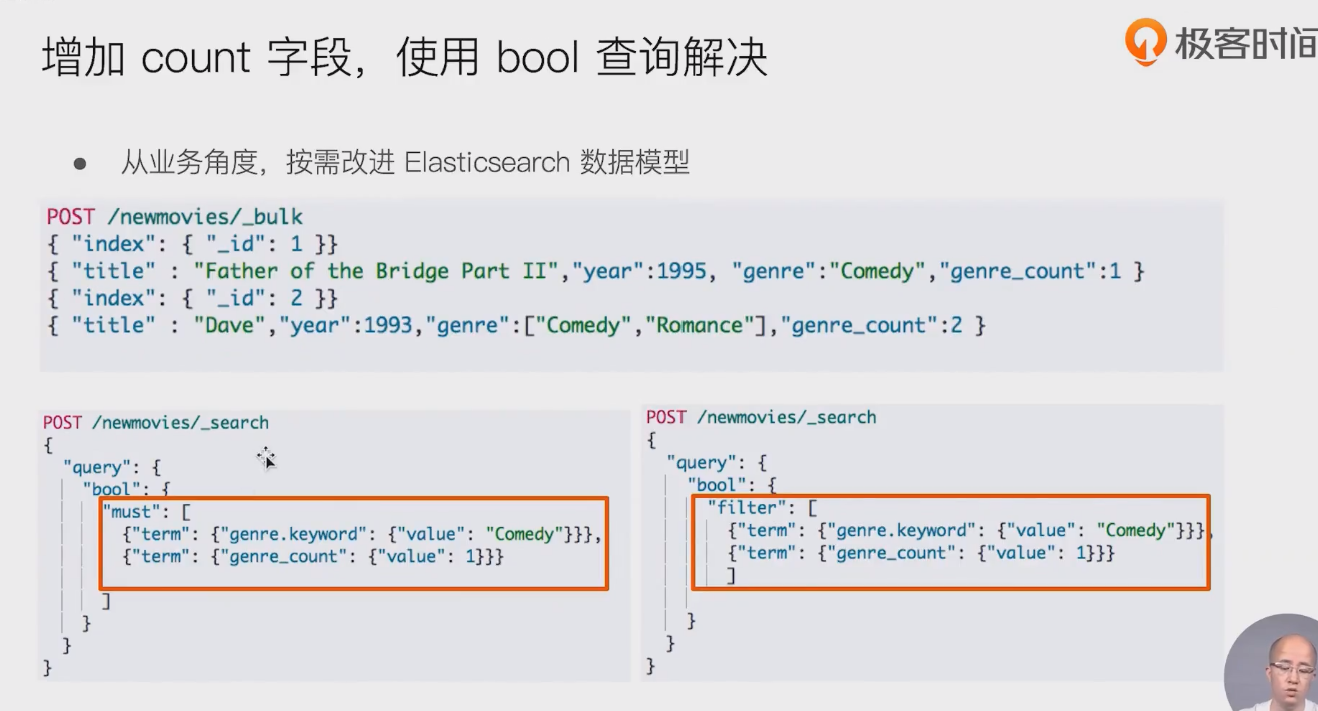 增加 count 字段，使用 bool 查询解决
极客时间
● 从业务角度，按需改进 Elasticsearch 数据模型
POST /newmovies/_bulk
{ "index": { "_id": 1 }}
{ "title" : "Father of the Bridge Part II","year":1995, "genre":"Comedy","genre_count":1 }
{ "index": { "_id": 2 }}
{ "title" : "Dave","year":1993,"genre":["Comedy","Romance"],"genre_count":2 }
POST /newmovies/_search
{
"query": {
"bool": {
"must": [
{"term": {"genre.keyword": {"value": "Comedy"}}},
{"term": {"genre_count": {"value": 1}}}
]
}
}
}
POST /newmovies/_search
{
"query": {
"bool": {
"filter": [
{"term": {"genre.keyword": {"value": "Comedy"}}},
{"term": {"genre_count": {"value": 1}}}
]
}
}
}